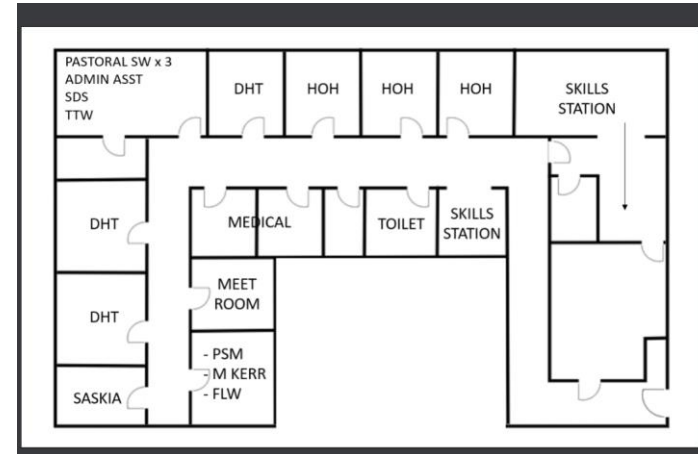 PASTORAL SW x 3
ADMIN ASST
SDS
TTW
DHT
HOH
HOH
HOH
SKILLS
STATION
DHT
MEDICAL
TOILET
SKILLS
STATION
MEET
ROOM
DHT
- PSM
- M KERR
- FLW
SASKIA